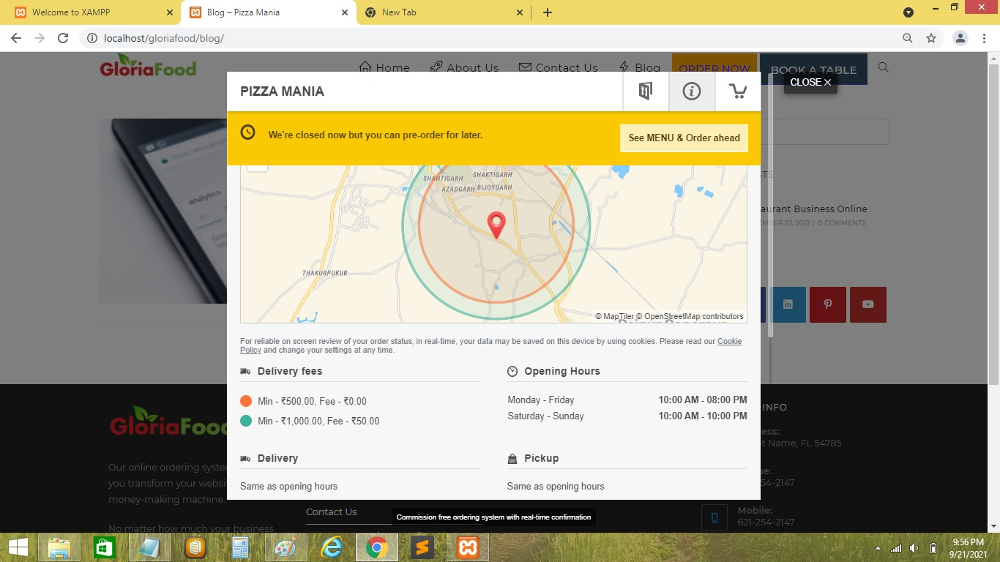 Welcome to XAMPP
Blog – Pizza Mania
New Tab
localhost/gloriafood/blog/
GloriaFood
Home
About Us
Contact Us
Blog
ORDER NOW
BOOK A TABLE
CLOSE ×
PIZZA MANIA
We're closed now but you can pre-order for later.
See MENU & Order ahead
analytics
SHANTIGARH
SHAKTIGARH
AZADGARH
BIJOYGARH
THAKURPUKUR
© MapTiler © OpenStreetMap contributors
TS
aurant Business Online
EMBER 10, 2021 / 0 COMMENTS
For reliable on screen review of your order status, in real-time, your data may be saved on this device by using cookies. Please read our Cookie
Policy and change your settings at any time.
Delivery fees
Min - ₹500.00, Fee - ₹0.00
Min - ₹1,000.00, Fee - ₹50.00
Opening Hours
Monday - Friday 10:00 AM - 08:00 PM
Saturday - Sunday 10:00 AM - 10:00 PM
Delivery
Same as opening hours
Pickup
Same as opening hours
GloriaFoo
Our online ordering syste
you transform your websi
money-making machine.
No matter how much your business
Contact Us
Commission free ordering system with real-time confirmation
INFO
ess:
t Name, FL 54785
ne:
54-2147
Mobile:
621-254-2147
9:56 PM
9/21/2021